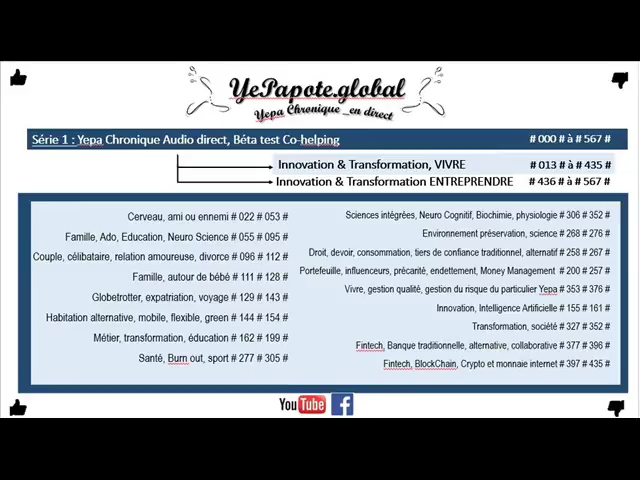 YePapote.global
Yepa Chronique _en direct
Série 1 : Yepa Chronique Audio direct, Béta test Co-helping # 000 # à # 567 #
Innovation & Transformation, VIVRE # 013 # à # 435 #
Innovation & Transformation ENTREPRENDRE # 436 # à # 567 #
Cerveau, ami ou ennemi # 022 # 053 #
Famille, Ado, Education, Neuro Science # 055 # 095 #
Couple, célibataire, relation amoureuse, divorce # 096 # 112 #
Famille, autour de bébé # 111 # 128 #
Globetrotter, expatriation, voyage # 129 # 143 #
Habitation alternative, mobile, flexible, green # 144 # 154 #
Métier, transformation, éducation # 162 # 199 #
Santé, Burn out, sport # 277 # 305 #
Sciences intégrées, Neuro Cognitif, Biochimie, physiologie # 306 # 352 #
Environnement préservation, science # 268 # 276 #
Droit, devoir, consommation, tiers de confiance traditionnel, alternatif # 258 # 267 #
Portefeuille, influenceurs, précarité, endettement, Money Management # 200 # 257 #
Vivre, gestion qualité, gestion du risque du particulier Yepa # 353 # 376 #
Innovation, Intelligence Artificielle # 155 # 161 #
Transformation, société # 327 # 352 #
Fintech, Banque traditionnelle, alternative, collaborative # 377 # 396 #
Fintech, BlockChain, Crypto et monnaie internet # 397 # 435 #
YouTube f